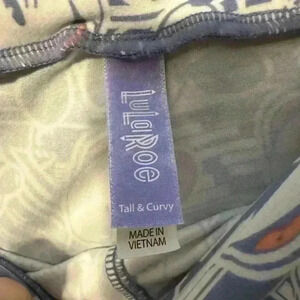 LuLaRoe
Tall & Curvy
MADE IN
VIETNAM